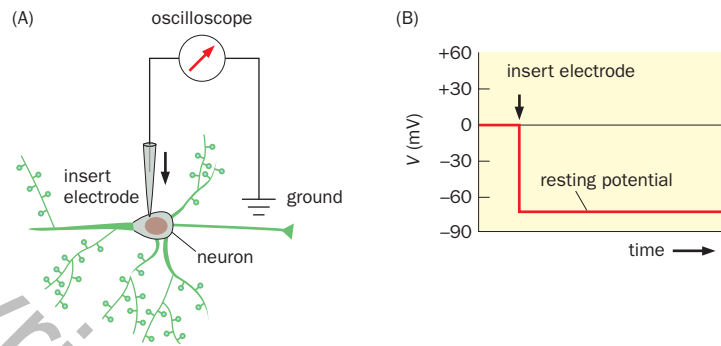 (A)
oscilloscope
insert
electrode
ground
neuron
(B)
+60
+30
0
−30
−60
−90
V (mV)
insert electrode
resting potential
time